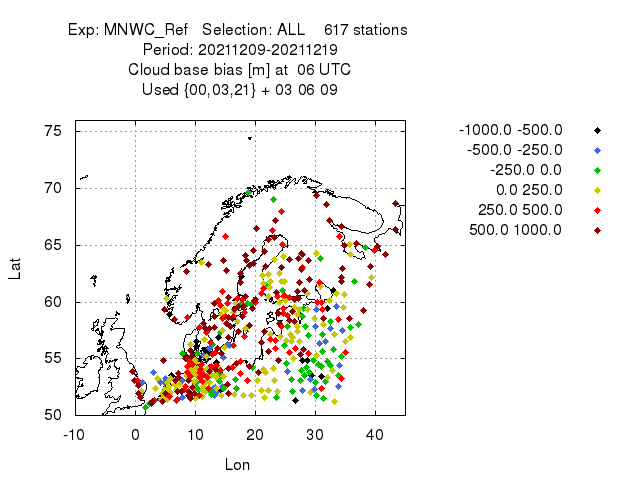 Exp: MNWC_Ref   Selection: ALL    617 stations
Period: 20211209-20211219
Cloud base bias [m] at  06 UTC
Used {00,03,21} + 03 06 09
-1000.0 -500.0
-500.0 -250.0
-250.0 0.0
0.0 250.0
250.0 500.0
500.0 1000.0
75
70
65
60
55
50
Lat
-10 0 10 20 30 40
Lon